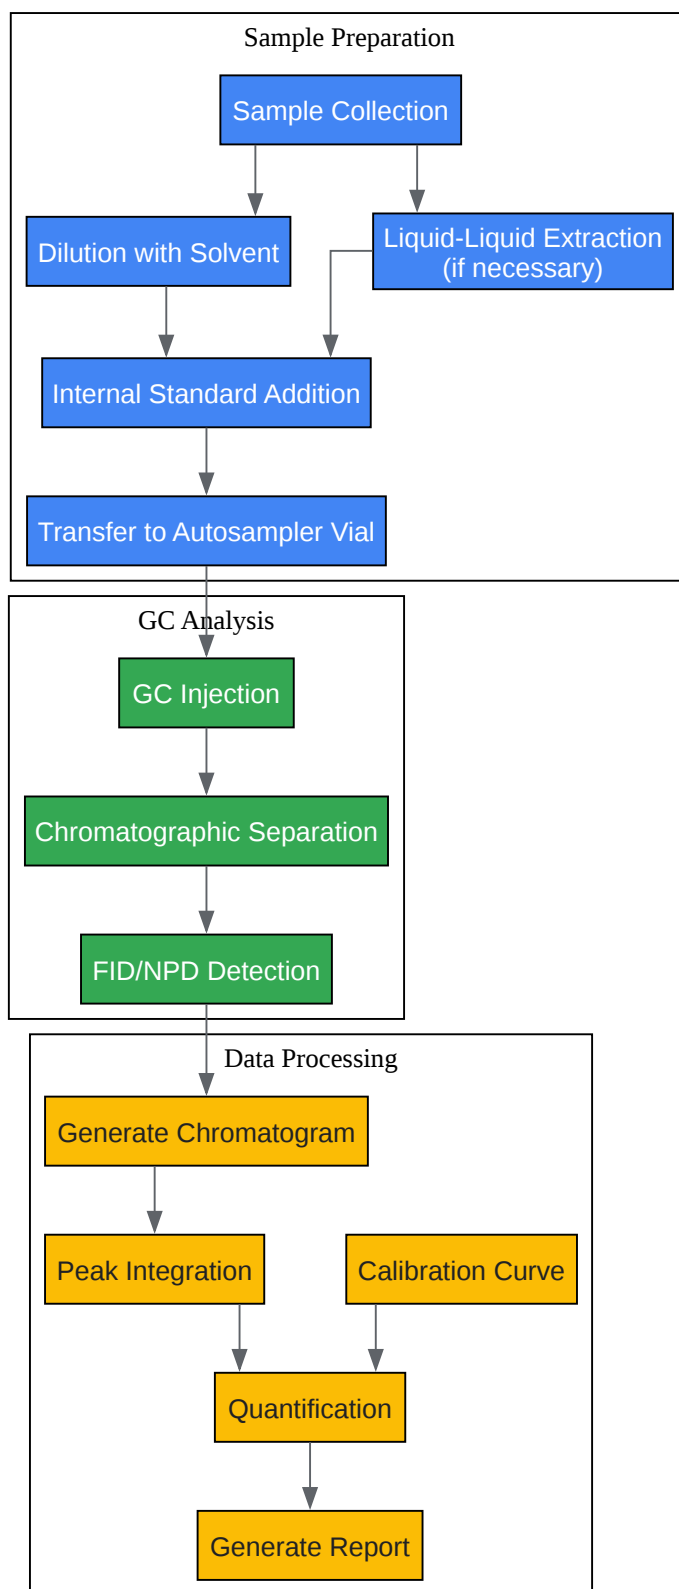 Sample Preparation
Sample Collection
Dilution with Solvent
Liquid-Liquid Extraction
(if necessary)
Internal Standard Addition
Transfer to Autosampler Vial
GC Analysis
GC Injection
Chromatographic Separation
FID/NPD Detection
Data Processing
Generate Chromatogram
Peak Integration
Calibration Curve
Quantification
Generate Report